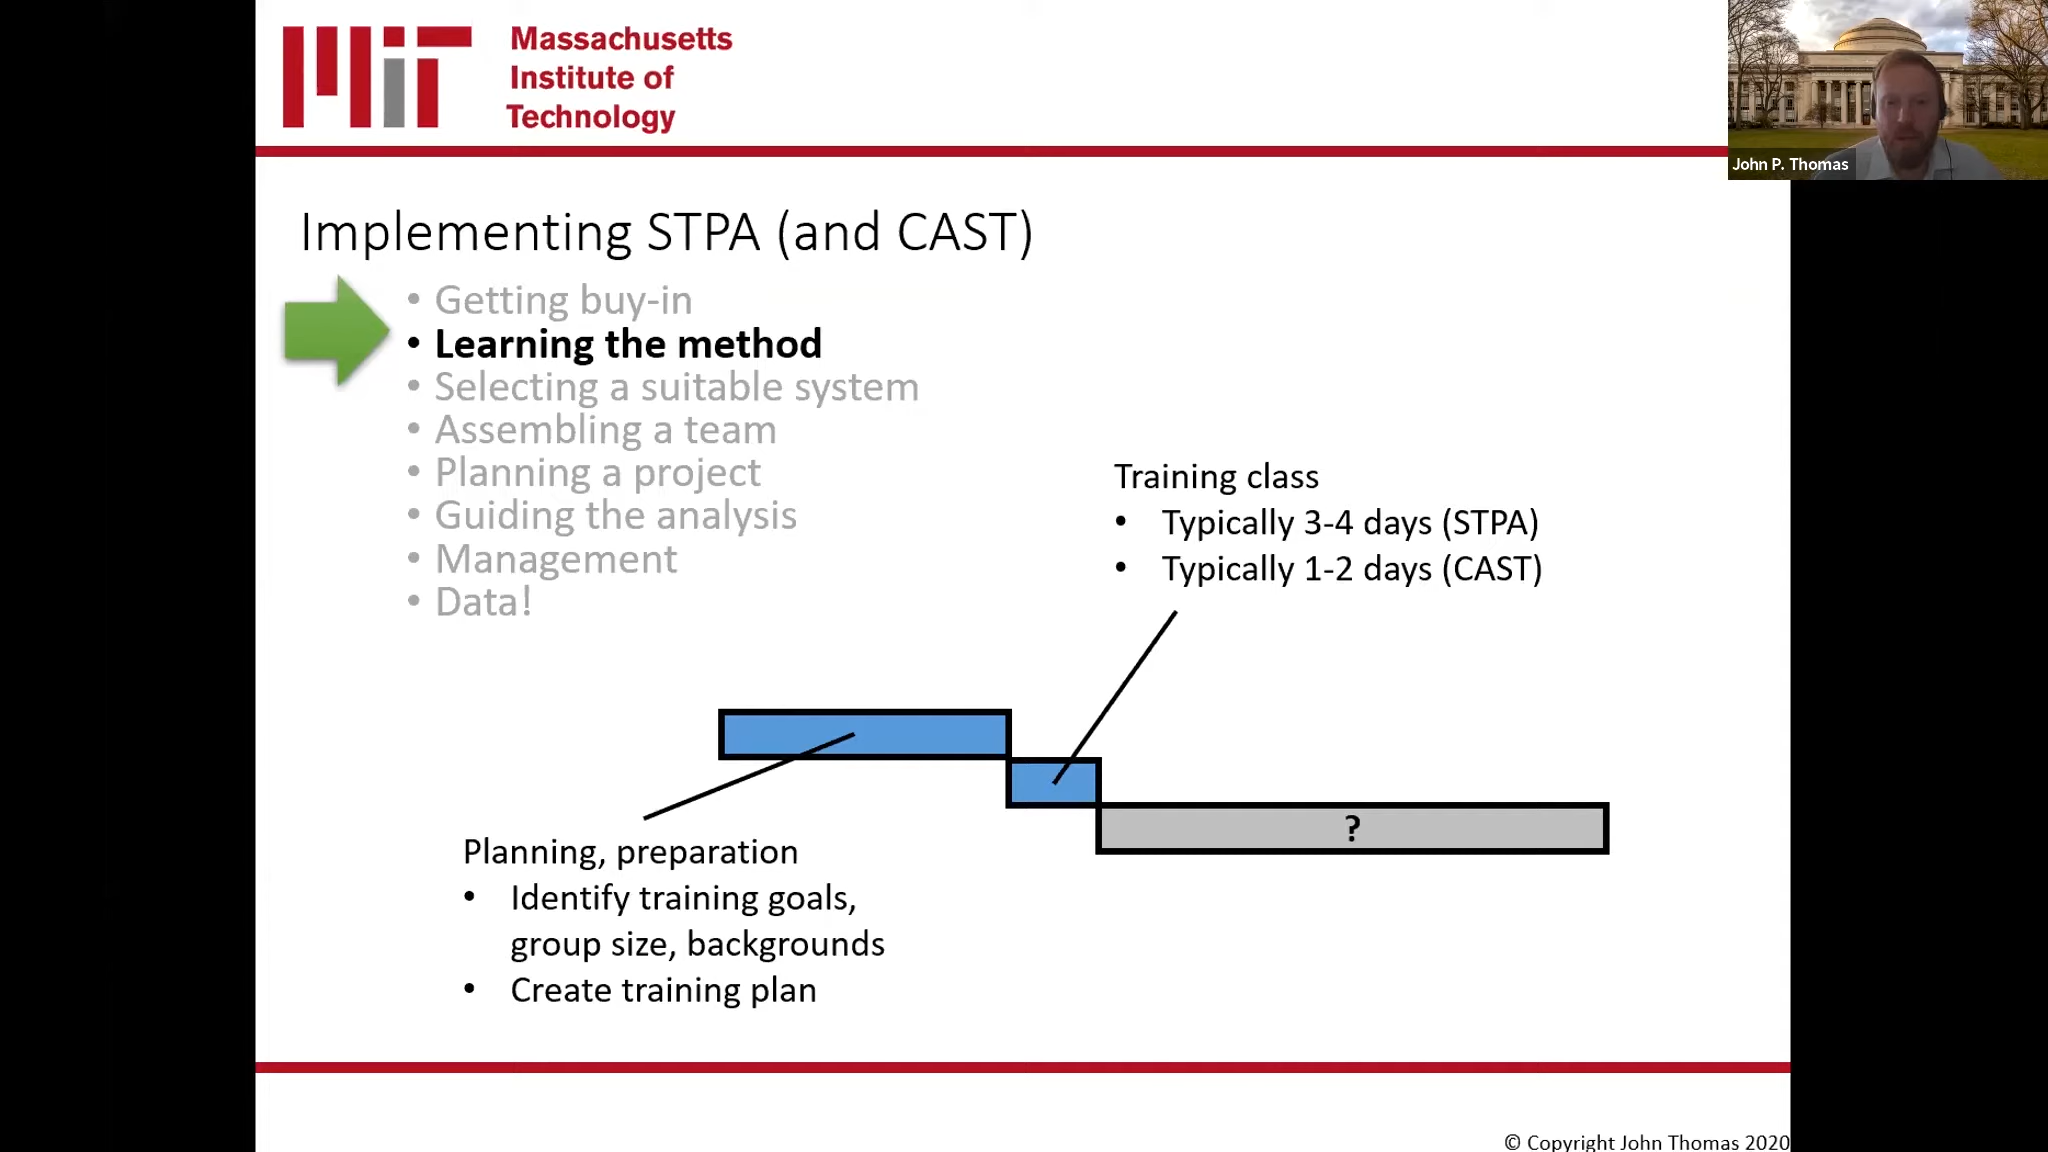 MIT
Massachusetts
Institute of
Technology
John P. Thomas
Implementing STPA (and CAST)
• Getting buy-in
• Learning the method
• Selecting a suitable system
• Assembling a team
• Planning a project
• Guiding the analysis
• Management
• Data!
Training class
• Typically 3-4 days (STPA)
• Typically 1-2 days (CAST)
?
Planning, preparation
• Identify training goals,
group size, backgrounds
• Create training plan
© Copyright John Thomas 2020